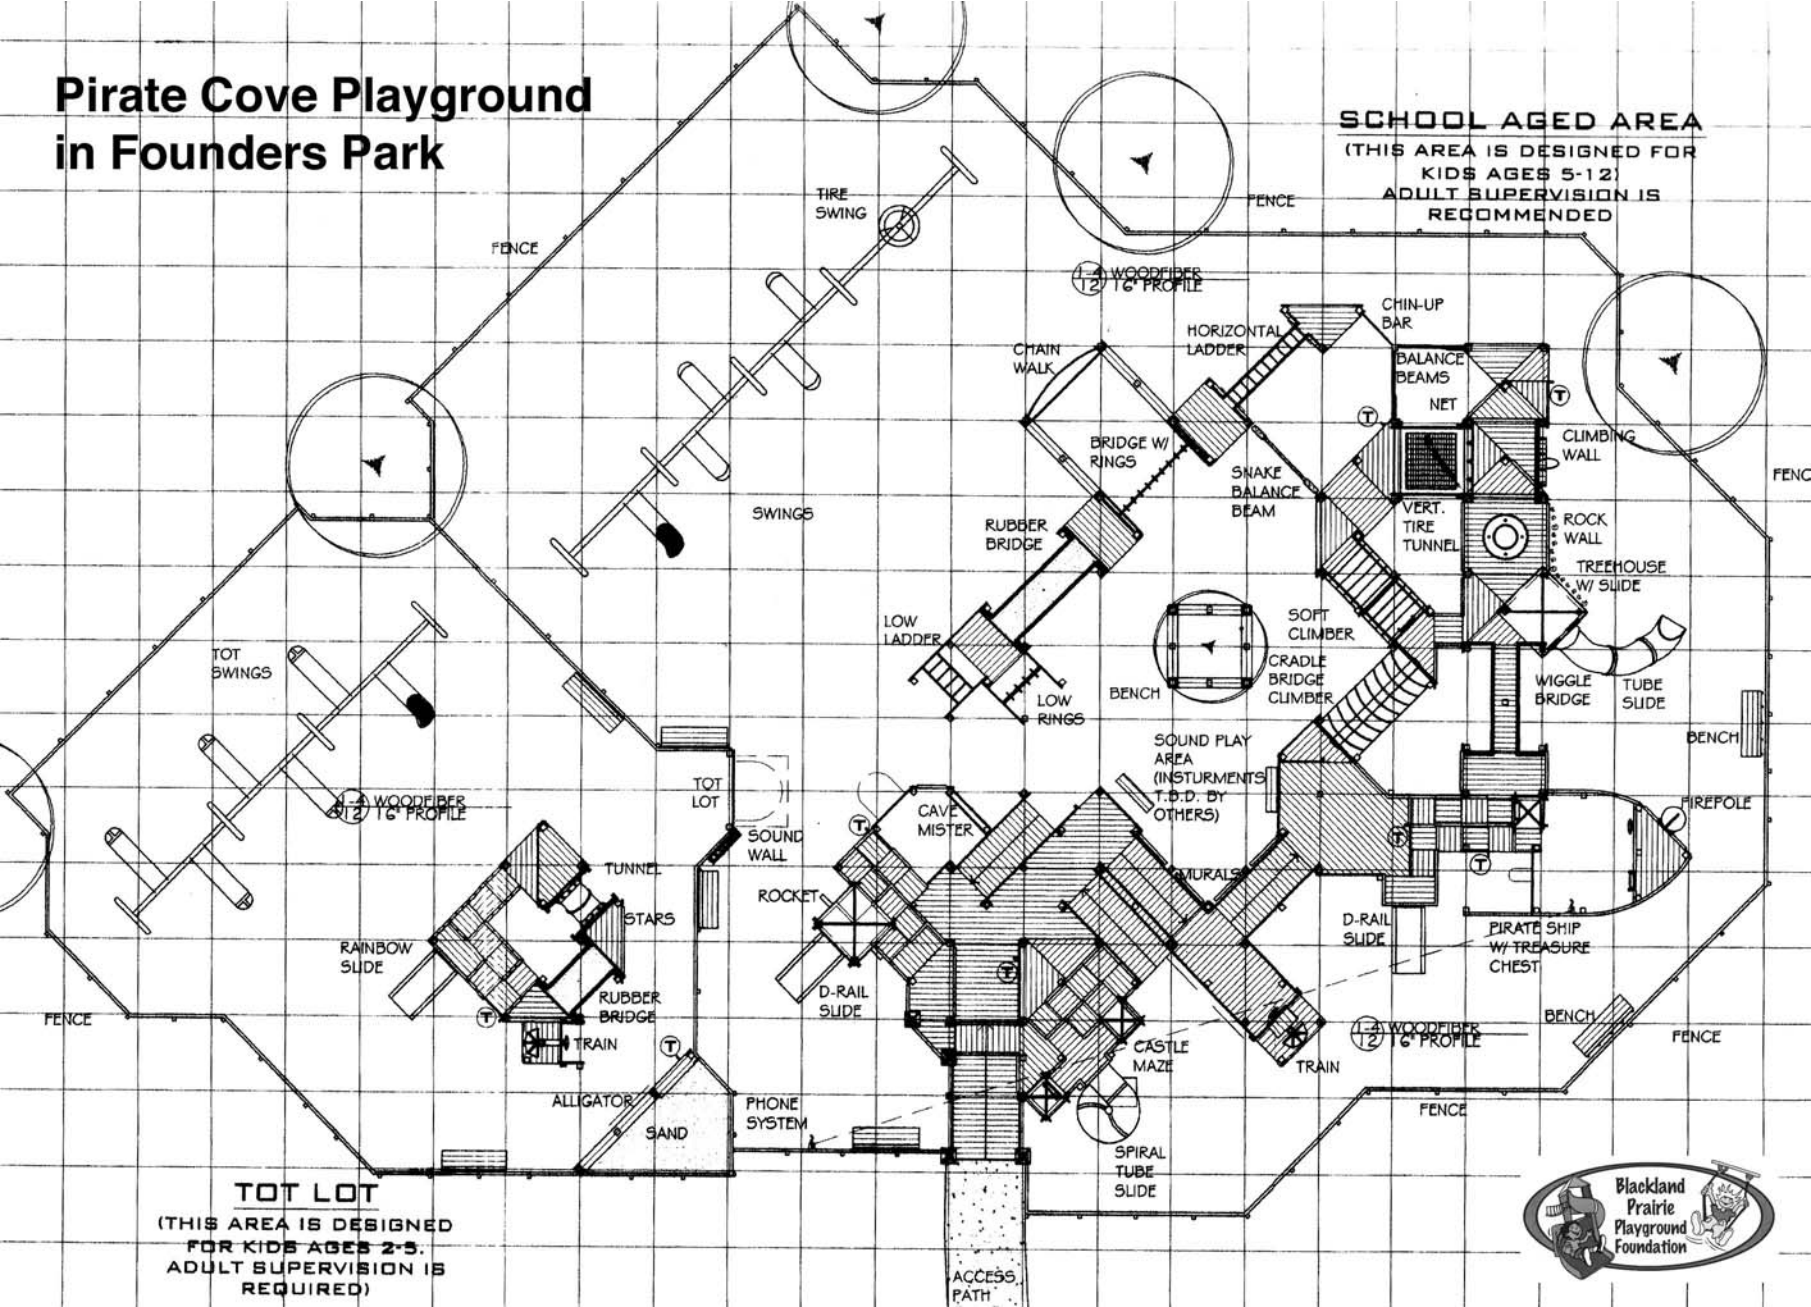 Pirate Cove Playground
in Founders Park
SCHOOL AGED AREA
(THIS AREA IS DESIGNED FOR
KIDS AGES 5-12)
ADULT SUPERVISION IS
RECOMMENDED
FENCE
TIRE
SWING
FENCE
1-4 WOODFIBER
12 16" PROFILE
CHIN-UP
BAR
HORIZONTAL
LADDER
CHAIN
WALK
BALANCE
BEAMS
NET
T
T
BRIDGE W/
RINGS
CLIMBING
WALL
FENC
SNAKE
BALANCE
BEAM
SWINGS
VERT.
TIRE
TUNNEL
ROCK
WALL
RUBBER
BRIDGE
TREEHOUSE
W/ SLIDE
LOW
LADDER
SOFT
CLIMBER
TOT
SWINGS
CRADLE
BRIDGE
CLIMBER
BENCH
LOW
RINGS
WIGGLE
BRIDGE
TUBE
SLIDE
BENCH
SOUND PLAY
AREA
(INSTURMENTS
T.B.D. BY
OTHERS)
TOT
LOT
1-4 WOODFIBER
12 16" PROFILE
CAVE
MISTER
T
FIREPOLE
SOUND
WALL
T
T
TUNNEL
MURALS
ROCKET
STARS
D-RAIL
SLIDE
PIRATE SHIP
W/ TREASURE
CHEST
RAINBOW
SLIDE
T
D-RAIL
SLIDE
RUBBER
BRIDGE
T
FENCE
BENCH
1-4 WOODFIBER
12 16" PROFILE
FENCE
TRAIN
T
CASTLE
MAZE
TRAIN
ALLIGATOR
PHONE
SYSTEM
FENCE
SAND
SPIRAL
TUBE
SLIDE
TOT LOT
(THIS AREA IS DESIGNED
FOR KIDS AGES 2-5.
ADULT SUPERVISION IS
REQUIRED)
ACCESS
PATH
Blackland
Prairie
Playground
Foundation